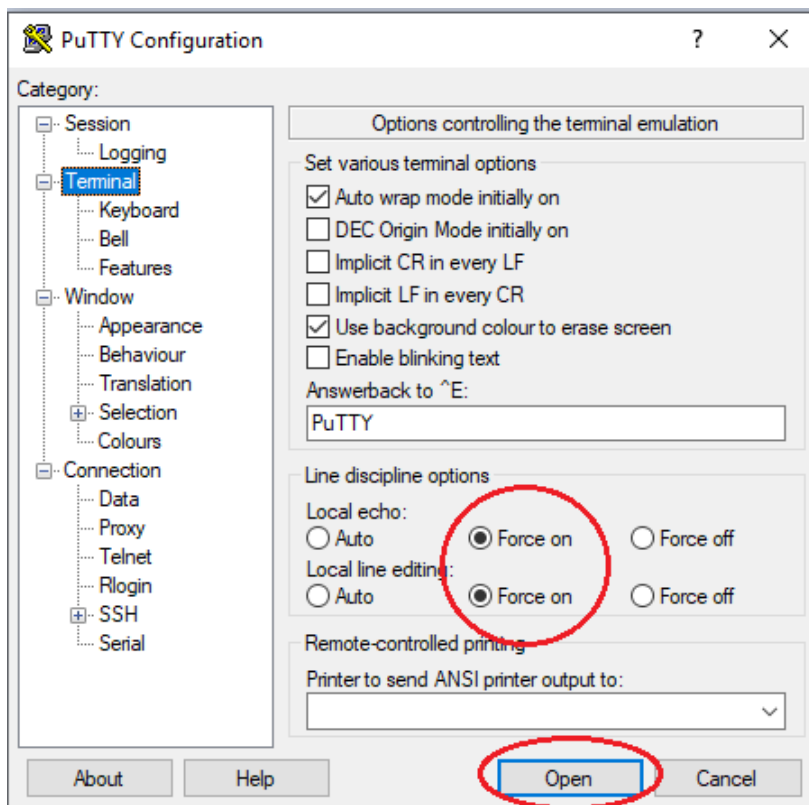 PuTTY Configuration
?
Category:
Session
Logging
Terminal
Keyboard
Bell
Features
Window
Appearance
Behaviour
Translation
Selection
Colours
Connection
Data
Proxy
Telnet
Rlogin
SSH
Serial
Options controlling the terminal emulation
Set various terminal options
Auto wrap mode initially on
DEC Origin Mode initially on
Implicit CR in every LF
Implicit LF in every CR
Use background colour to erase screen
Enable blinking text
Answerback to ^E:
PuTTY
Line discipline options
Local echo:
Auto Force on Force off
Local line editing:
Auto Force on Force off
Remote-controlled printing
Printer to send ANSI printer output to:
About Help Open Cancel